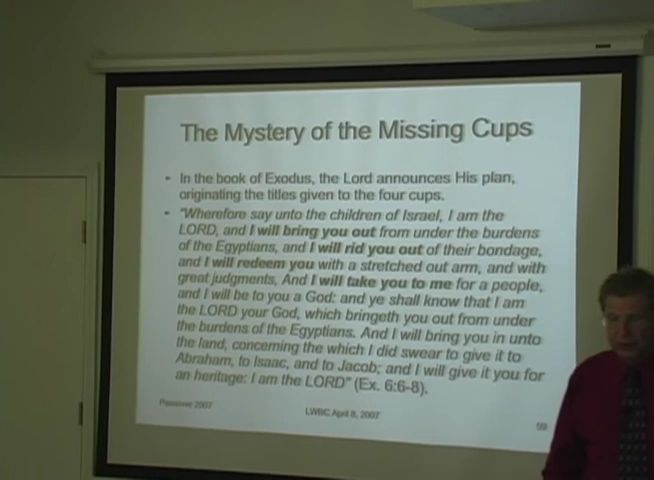 The Mystery of the Missing Cups
- In the book of Exodus, the Lord announces His plan,
originating the titles given to the four cups.
- "Wherefore say unto the children of Israel, I am the
LORD, and I will bring you out from under the burdens
of the Egyptians, and I will rid you out of their bondage,
and I will redeem you with a stretched out arm, and with
great judgments, And I will take you to me for a people,
and I will be to you a God: and ye shall know that I am
the LORD your God, which bringeth you out from under
the burdens of the Egyptians. And I will bring you in unto
the land, concerning the which I did swear to give it to
Abraham, to Isaac, and to Jacob; and I will give it you for
an heritage: I am the LORD" (Ex. 6:6-8).
Passover 2007
LWBC April 8, 2007
59